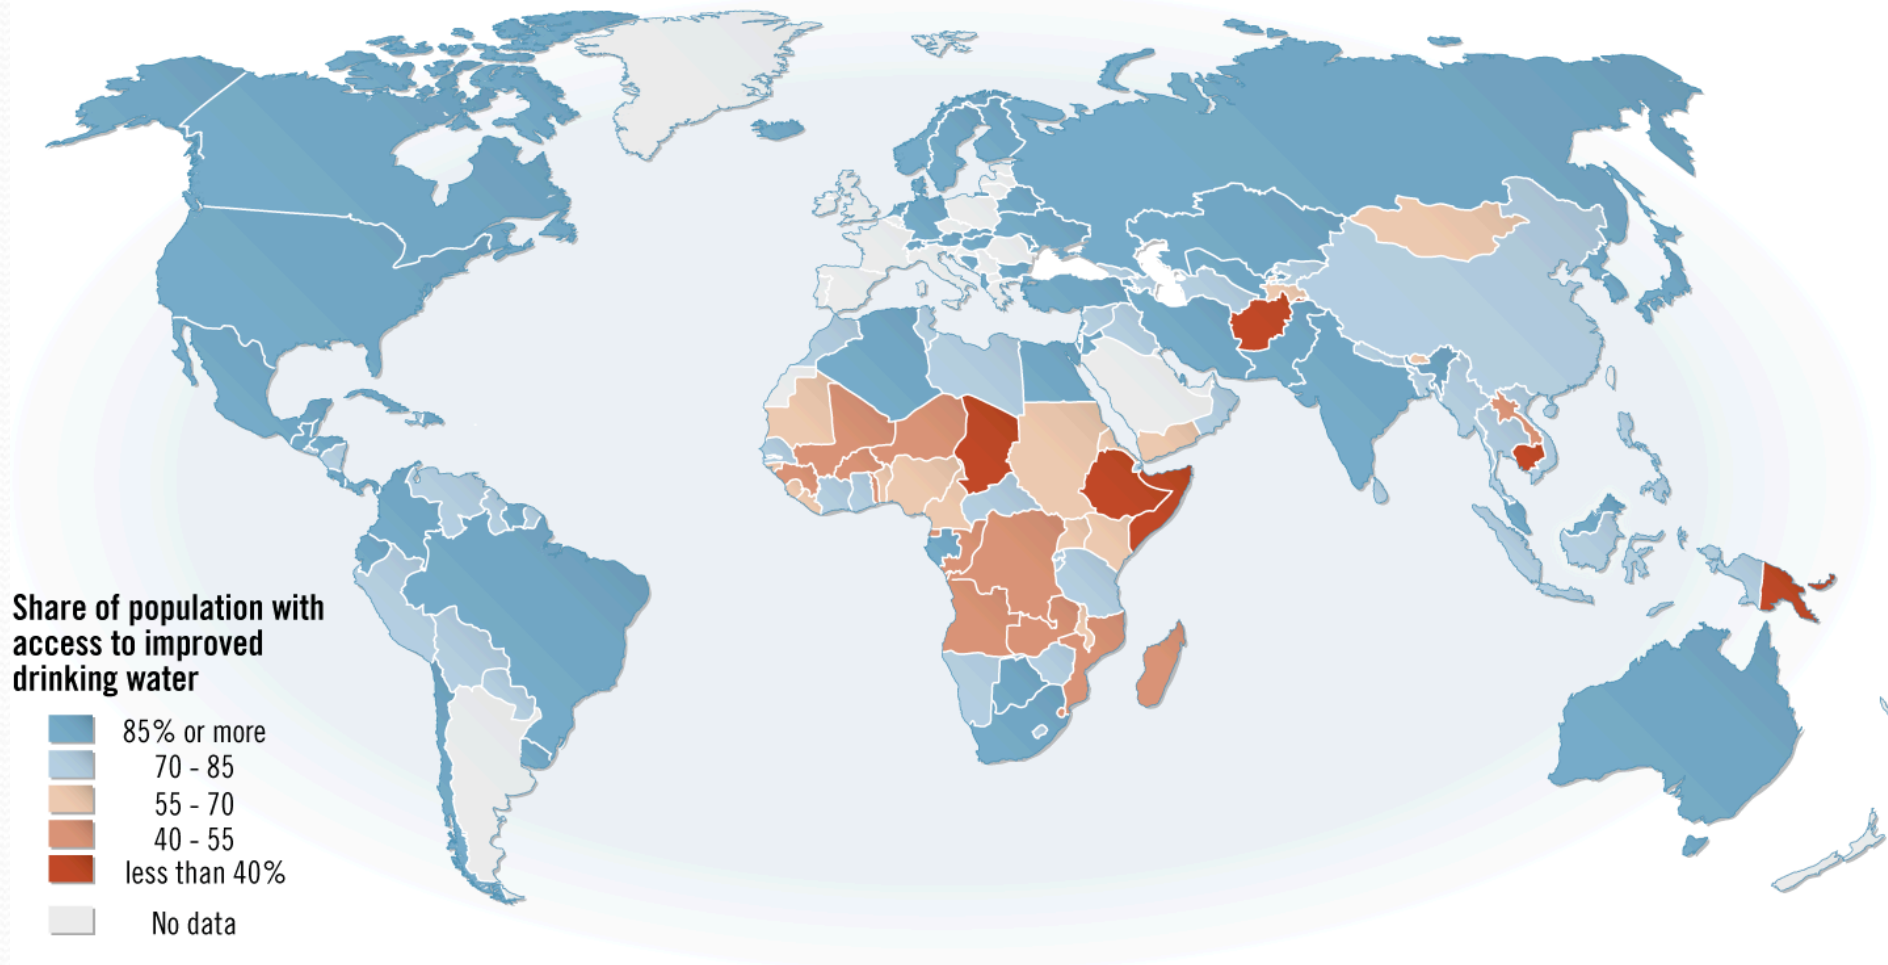 Share of population with
access to improved
drinking water
85% or more
70 - 85
55 - 70
40 - 55
less than 40%
No data